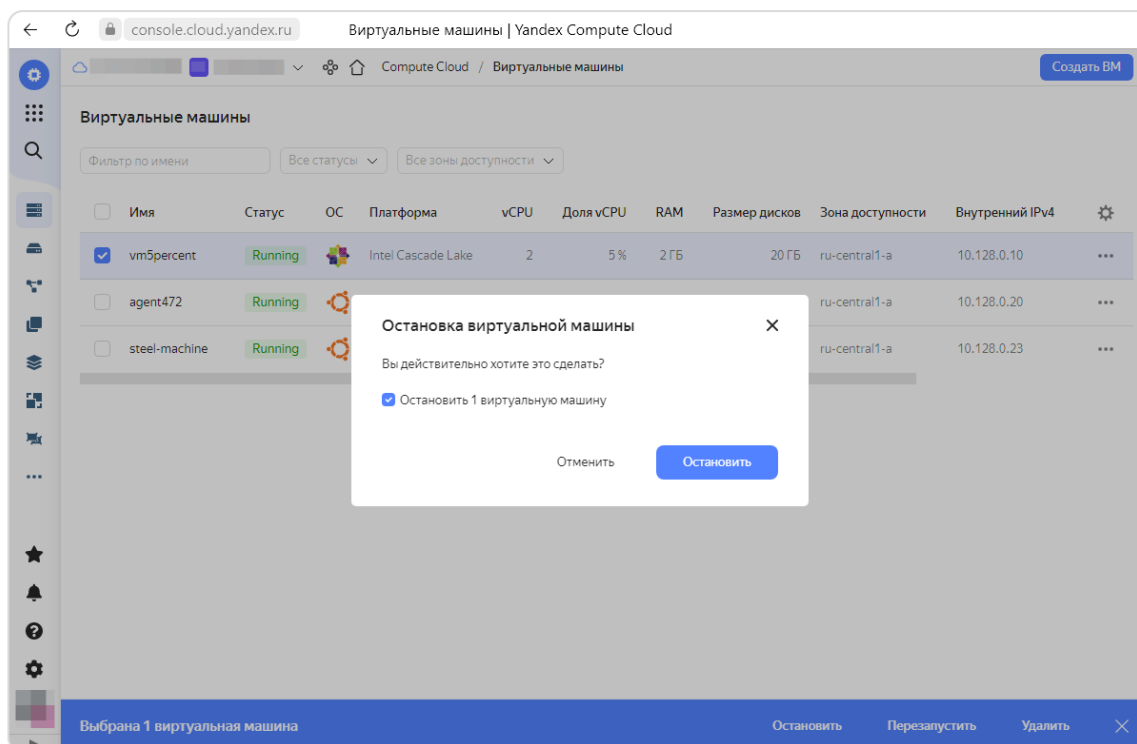 console.cloud.yandex.ru Виртуальные машины | Yandex Compute Cloud
Compute Cloud / Виртуальные машины Создать ВМ
Виртуальные машины
Фильтр по имени Все статусы Все зоны доступности
Имя Статус ОС Платформа vCPU Доля vCPU RAM Размер дисков Зона доступности Внутренний IPv4
vm5percent Running Intel Cascade Lake 2 5 % 2 ГБ 20 ГБ ru-central1-a 10.128.0.10
agent472 Running ru-central1-a 10.128.0.20
steel-machine Running ru-central1-a 10.128.0.23
Остановка виртуальной машины
Вы действительно хотите это сделать?
Остановить 1 виртуальную машину
Отменить Остановить
Выбрана 1 виртуальная машина Остановить Перезапустить Удалить